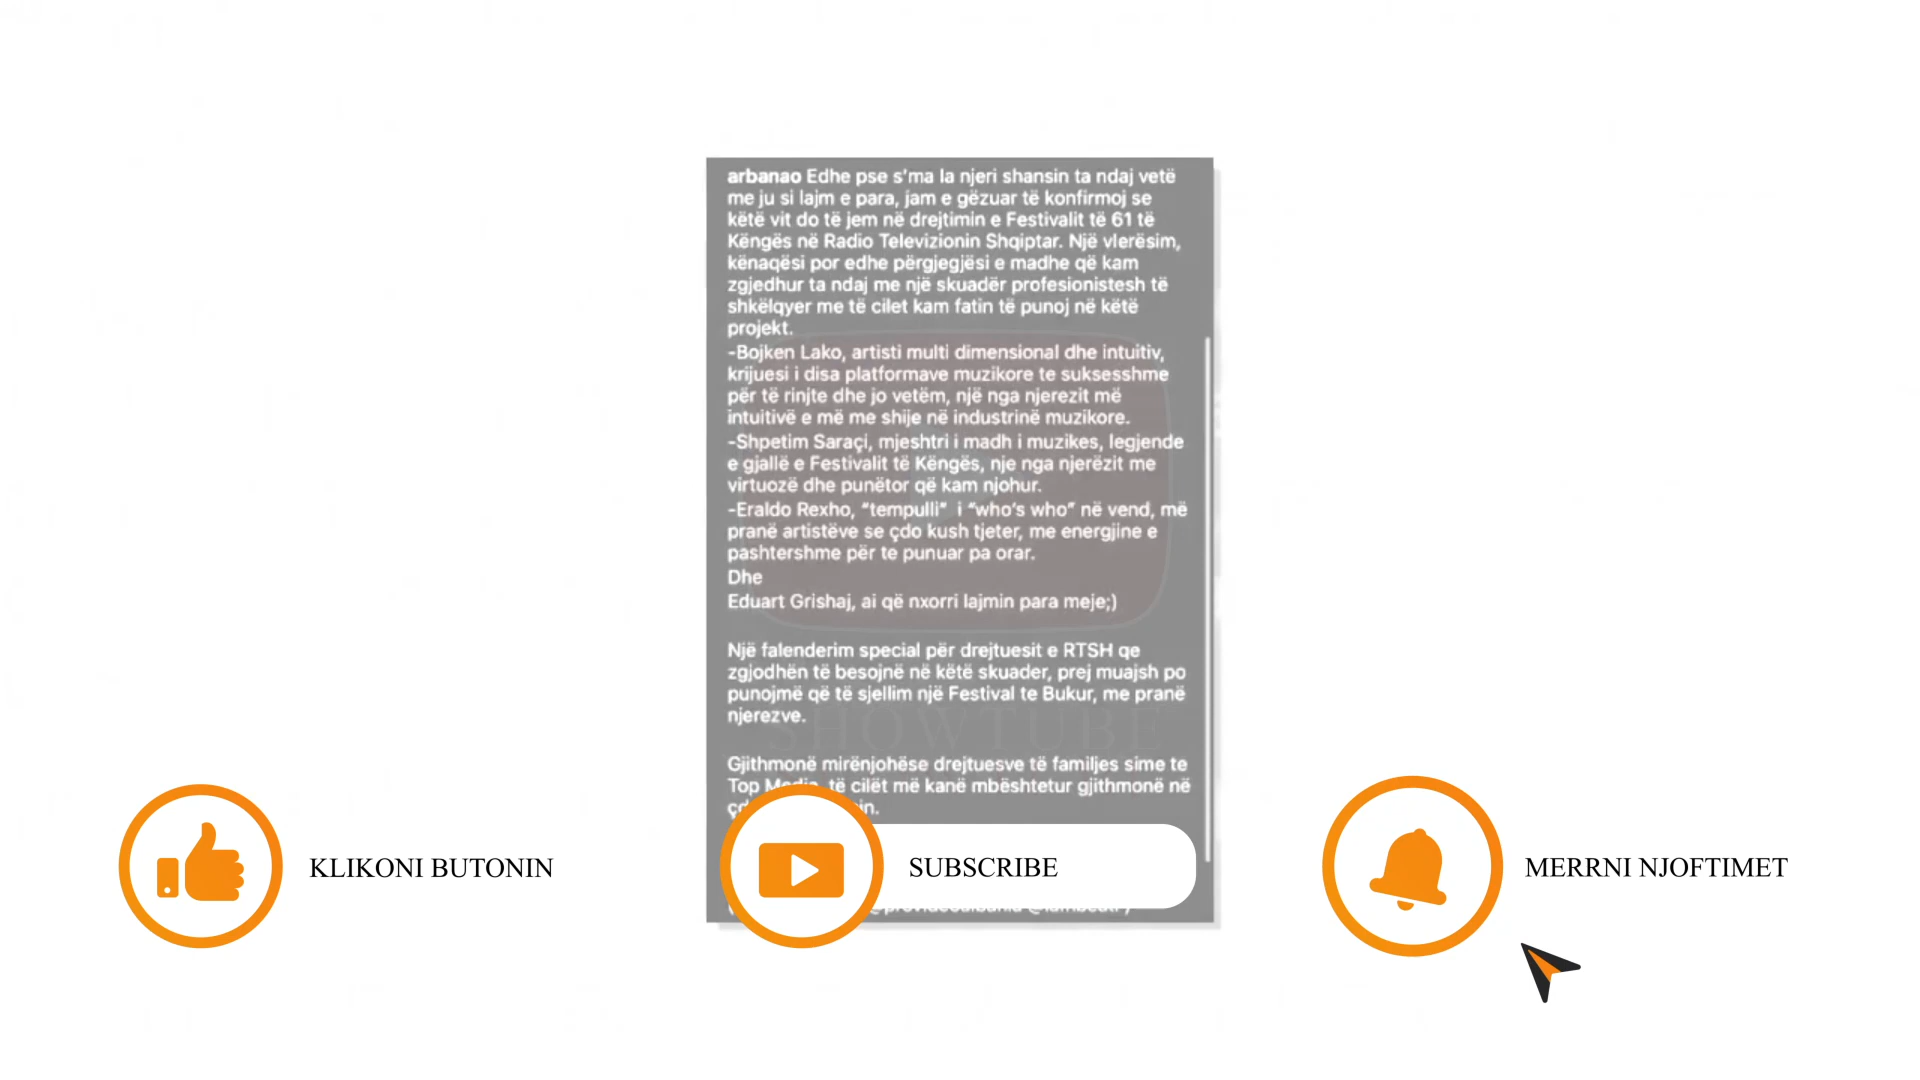 arbanao Edhe pse s'ma la njeri shansin ta ndaj vetë
me ju si lajm e para, jam e gëzuar të konfirmoj se
këtë vit do të jem në drejtimin e Festivalit të 61 të
Këngës në Radio Televizionin Shqiptar. Një vlerësim,
kënaqësi por edhe përgjegjësi e madhe që kam
zgjedhur ta ndaj me një skuadër profesionistesh të
shkëlqyer me të cilet kam fatin të punoj në këtë
projekt.
-Bojken Lako, artisti multi dimensional dhe intuitiv,
krijuesi i disa platformave muzikore te suksesshme
për të rinjte dhe jo vetëm, një nga njerezit më
intuitivë e më me shije në industrinë muzikore.
-Shpetim Saraçi, mjeshtri i madh i muzikes, legjende
e gjallë e Festivalit të Këngës, nje nga njerëzit me
virtuozë dhe punëtor që kam njohur.
-Eraldo Rexho, "tempulli" i "who's who" në vend, më
pranë artistëve se çdo kush tjeter, me energjine e
pashtershme për te punuar pa orar.
Dhe
Eduart Grishaj, ai që nxorri lajmin para meje;)
Një falenderim special për drejtuesit e RTSH qe
zgjodhën të besojnë në këtë skuader, prej muajsh po
punojmë që të sjellim një Festival te Bukur, me pranë
njerezve.
SHOWTUBE
Gjithmonë mirënjohëse drejtuesve të familjes sime te
Top Media, të cilët më kanë mbështetur gjithmonë në
KLIKONI BUTONIN
SUBSCRIBE
MERRNI NJOFTIMET